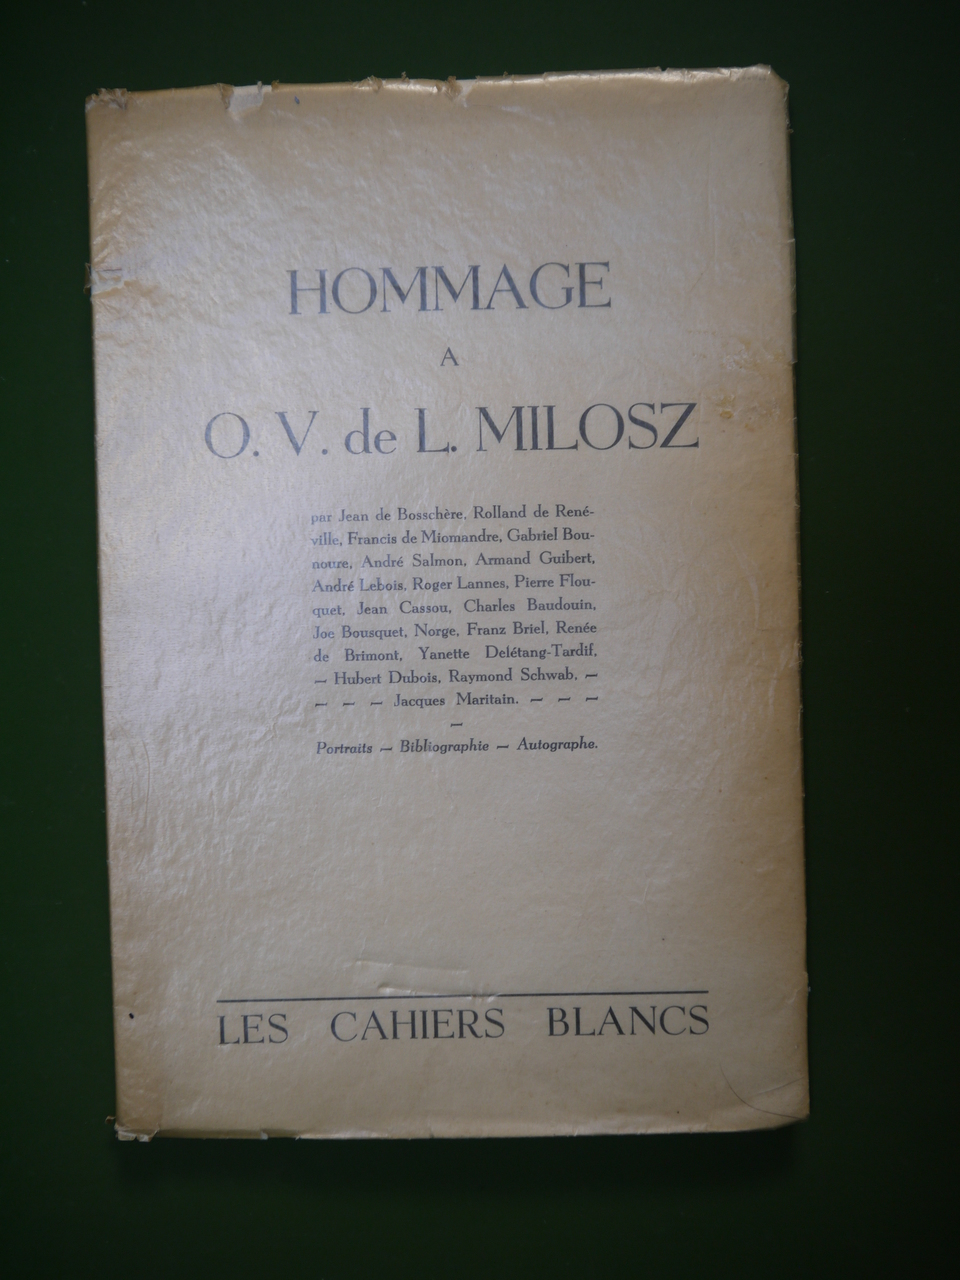 HOMMAGE
A
O. V. de L. MILOSZ
par Jean de Bosschère, Rolland de René-
ville, Francis de Miomandre, Gabriel Bou-
noure, André Salmon, Armand Guibert,
André Lebois, Roger Lannes, Pierre Flou-
quet, Jean Cassou, Charles Baudouin,
Joe Bousquet, Norge, Franz Briel, Renée
de Brimont, Yanette Delétang-Tardif,
— Hubert Dubois, Raymond Schwab, —
— — — Jacques Maritain. — — —
—
Portraits — Bibliographie — Autographe.
LES CAHIERS BLANCS